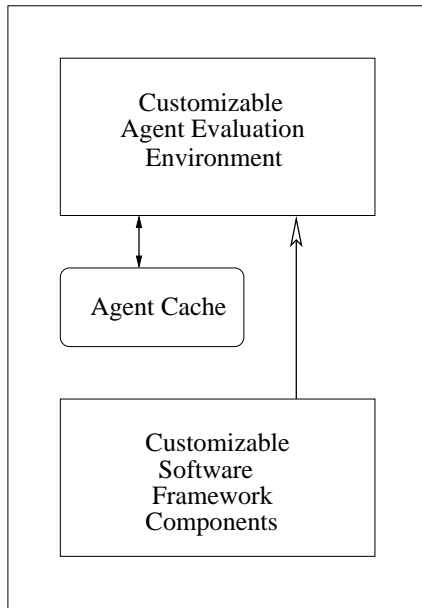 Customizable
Agent Evaluation
Environment
Agent Cache
Customizable
Software
Framework
Components